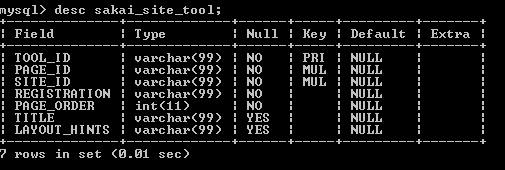 mysql> desc sakai_site_tool;
+--------------+-------------+------+-----+---------+-------+
| Field        | Type        | Null | Key | Default | Extra |
+--------------+-------------+------+-----+---------+-------+
| TOOL_ID      | varchar(99) | NO   | PRI | NULL    |       |
| PAGE_ID      | varchar(99) | NO   | MUL | NULL    |       |
| SITE_ID      | varchar(99) | NO   | MUL | NULL    |       |
| REGISTRATION | varchar(99) | NO   |     | NULL    |       |
| PAGE_ORDER   | int(11)     | NO   |     | NULL    |       |
| TITLE        | varchar(99) | YES  |     | NULL    |       |
| LAYOUT_HINTS | varchar(99) | YES  |     | NULL    |       |
+--------------+-------------+------+-----+---------+-------+
7 rows in set (0.01 sec)